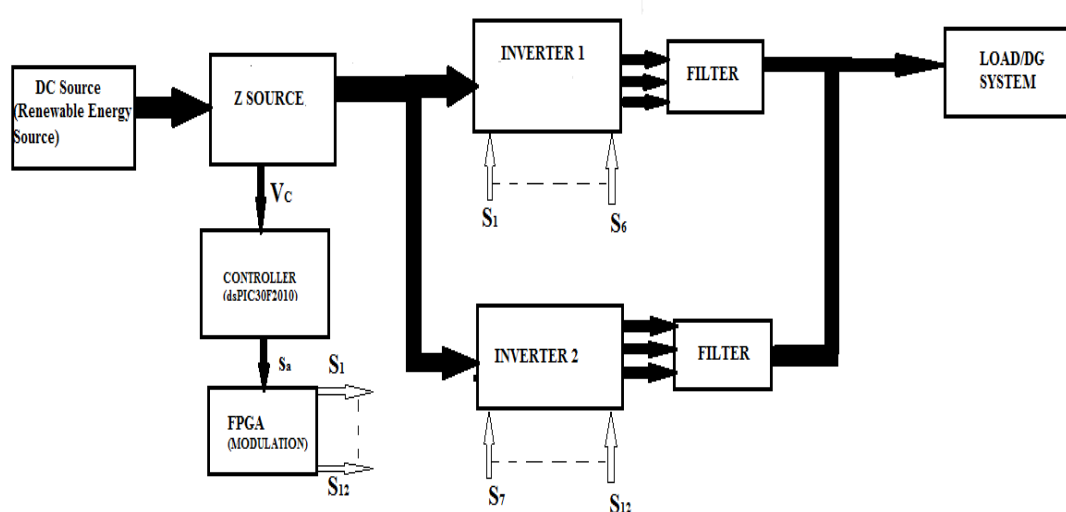 DC Source
(Renewable Energy
Source)
Z SOURCE
INVERTER 1
FILTER
LOAD/DG
SYSTEM
VC
S1
S6
CONTROLLER
(dsPIC30F2010)
sa
S1
FPGA
(MODULATION)
S12
INVERTER 2
FILTER
S7
S12